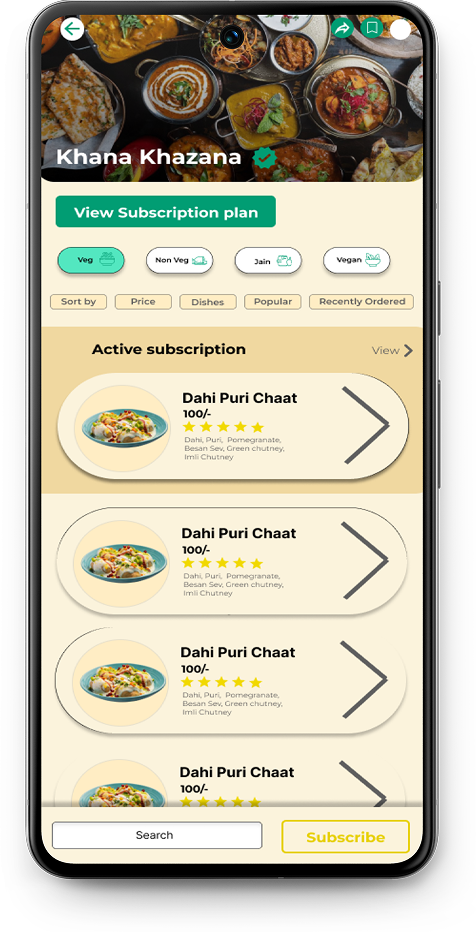 Khana Khazana
View Subscription plan
Veg Non Veg Jain Vegan
Sort by Price Dishes Popular Recently Ordered
Active subscription View
Dahi Puri Chaat
100/-
Dahi, Puri, Pomegranate,
Besan Sev, Green chutney,
Imli Chutney
Dahi Puri Chaat
100/-
Dahi, Puri, Pomegranate,
Besan Sev, Green chutney,
Imli Chutney
Dahi Puri Chaat
100/-
Dahi, Puri, Pomegranate,
Besan Sev, Green chutney,
Imli Chutney
Dahi Puri Chaat
100/-
Search Subscribe